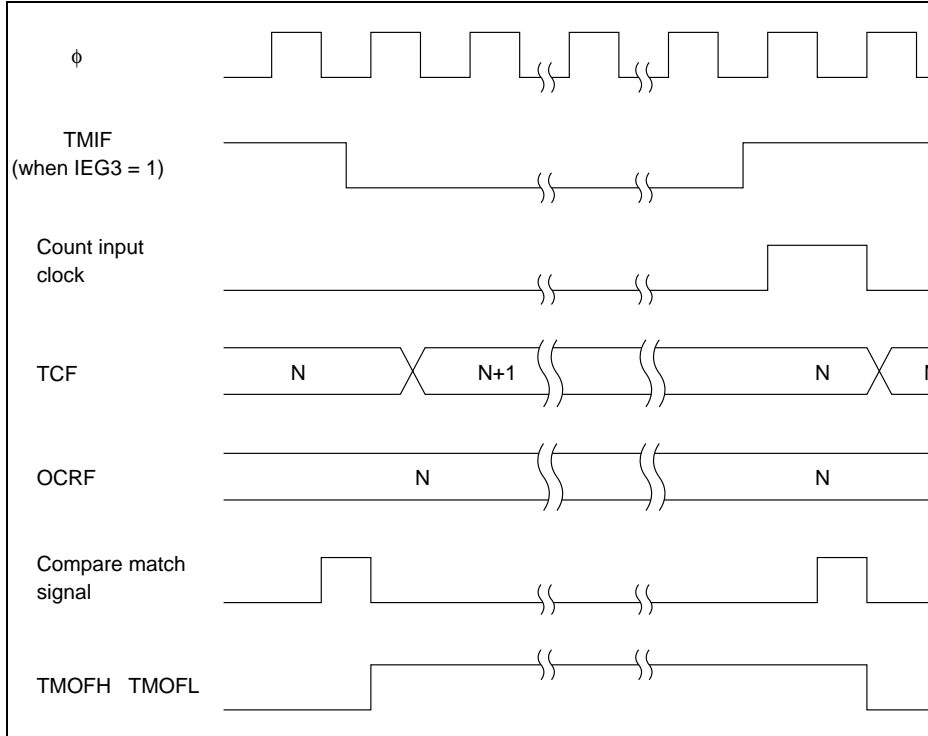 ϕ
TMIF
(when IEG3 = 1)
Count input
clock
TCF N N+1 N
OCRF N N
Compare match
signal
TMOFH TMOFL